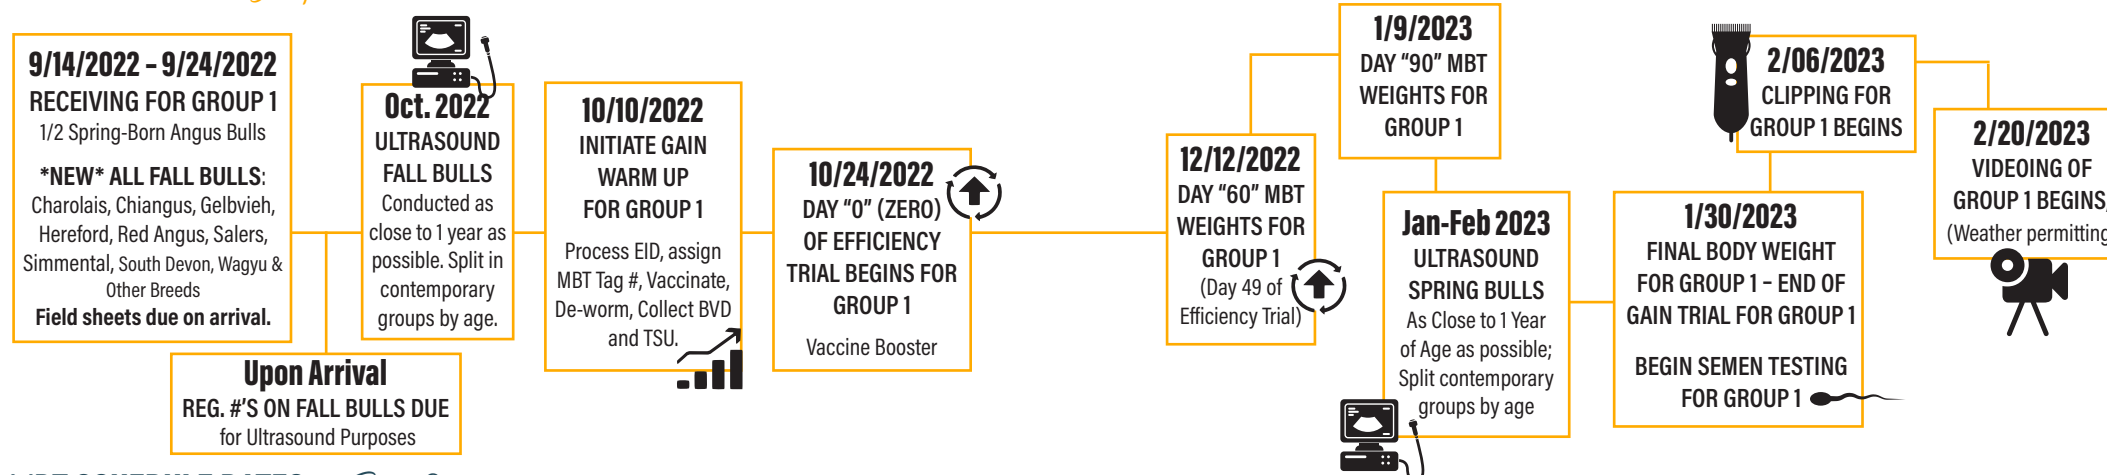 9/14/2022 – 9/24/2022
RECEIVING FOR GROUP 1
1/2 Spring-Born Angus Bulls
*NEW* ALL FALL BULLS:
Charolais, Chiangus, Gelbvieh,
Hereford, Red Angus, Salers,
Simmental, South Devon, Wagyu &
Other Breeds
Field sheets due on arrival.
Upon Arrival
REG. #'S ON FALL BULLS DUE
for Ultrasound Purposes
Oct. 2022
ULTRASOUND
FALL BULLS
Conducted as
close to 1 year as
possible. Split in
contemporary
groups by age.
10/10/2022
INITIATE GAIN
WARM UP
FOR GROUP 1
Process EID, assign
MBT Tag #, Vaccinate,
De-worm, Collect BVD
and TSU.
10/24/2022
DAY “0” (ZERO)
OF EFFICIENCY
TRIAL BEGINS FOR
GROUP 1
Vaccine Booster
12/12/2022
DAY “60” MBT
WEIGHTS FOR
GROUP 1
(Day 49 of
Efficiency Trial)
1/9/2023
DAY “90” MBT
WEIGHTS FOR
GROUP 1
Jan-Feb 2023
ULTRASOUND
SPRING BULLS
As Close to 1 Year
of Age as possible;
Split contemporary
groups by age
1/30/2023
FINAL BODY WEIGHT
FOR GROUP 1 – END OF
GAIN TRIAL FOR GROUP 1
BEGIN SEMEN TESTING
FOR GROUP 1
2/06/2023
CLIPPING FOR
GROUP 1 BEGINS
2/20/2023
VIDEOING OF
GROUP 1 BEGINS,
(Weather permitting